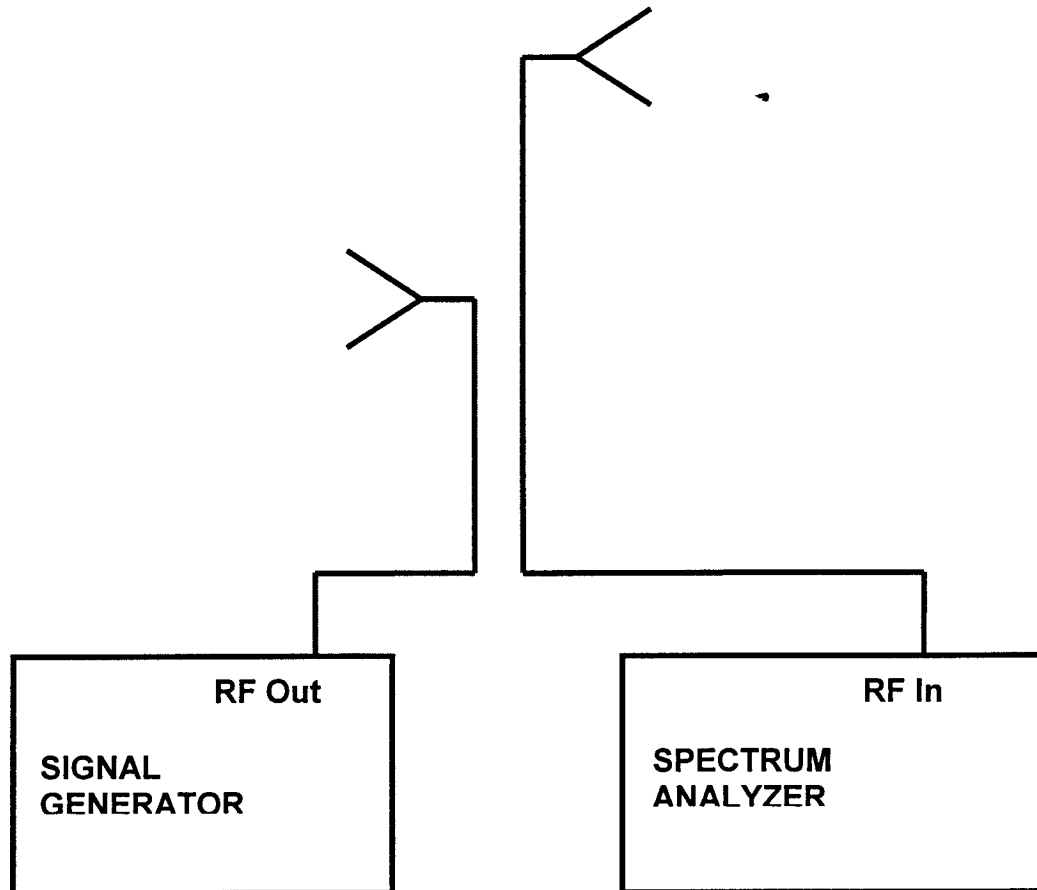 RF Out
SIGNAL
GENERATOR
RF In
SPECTRUM
ANALYZER